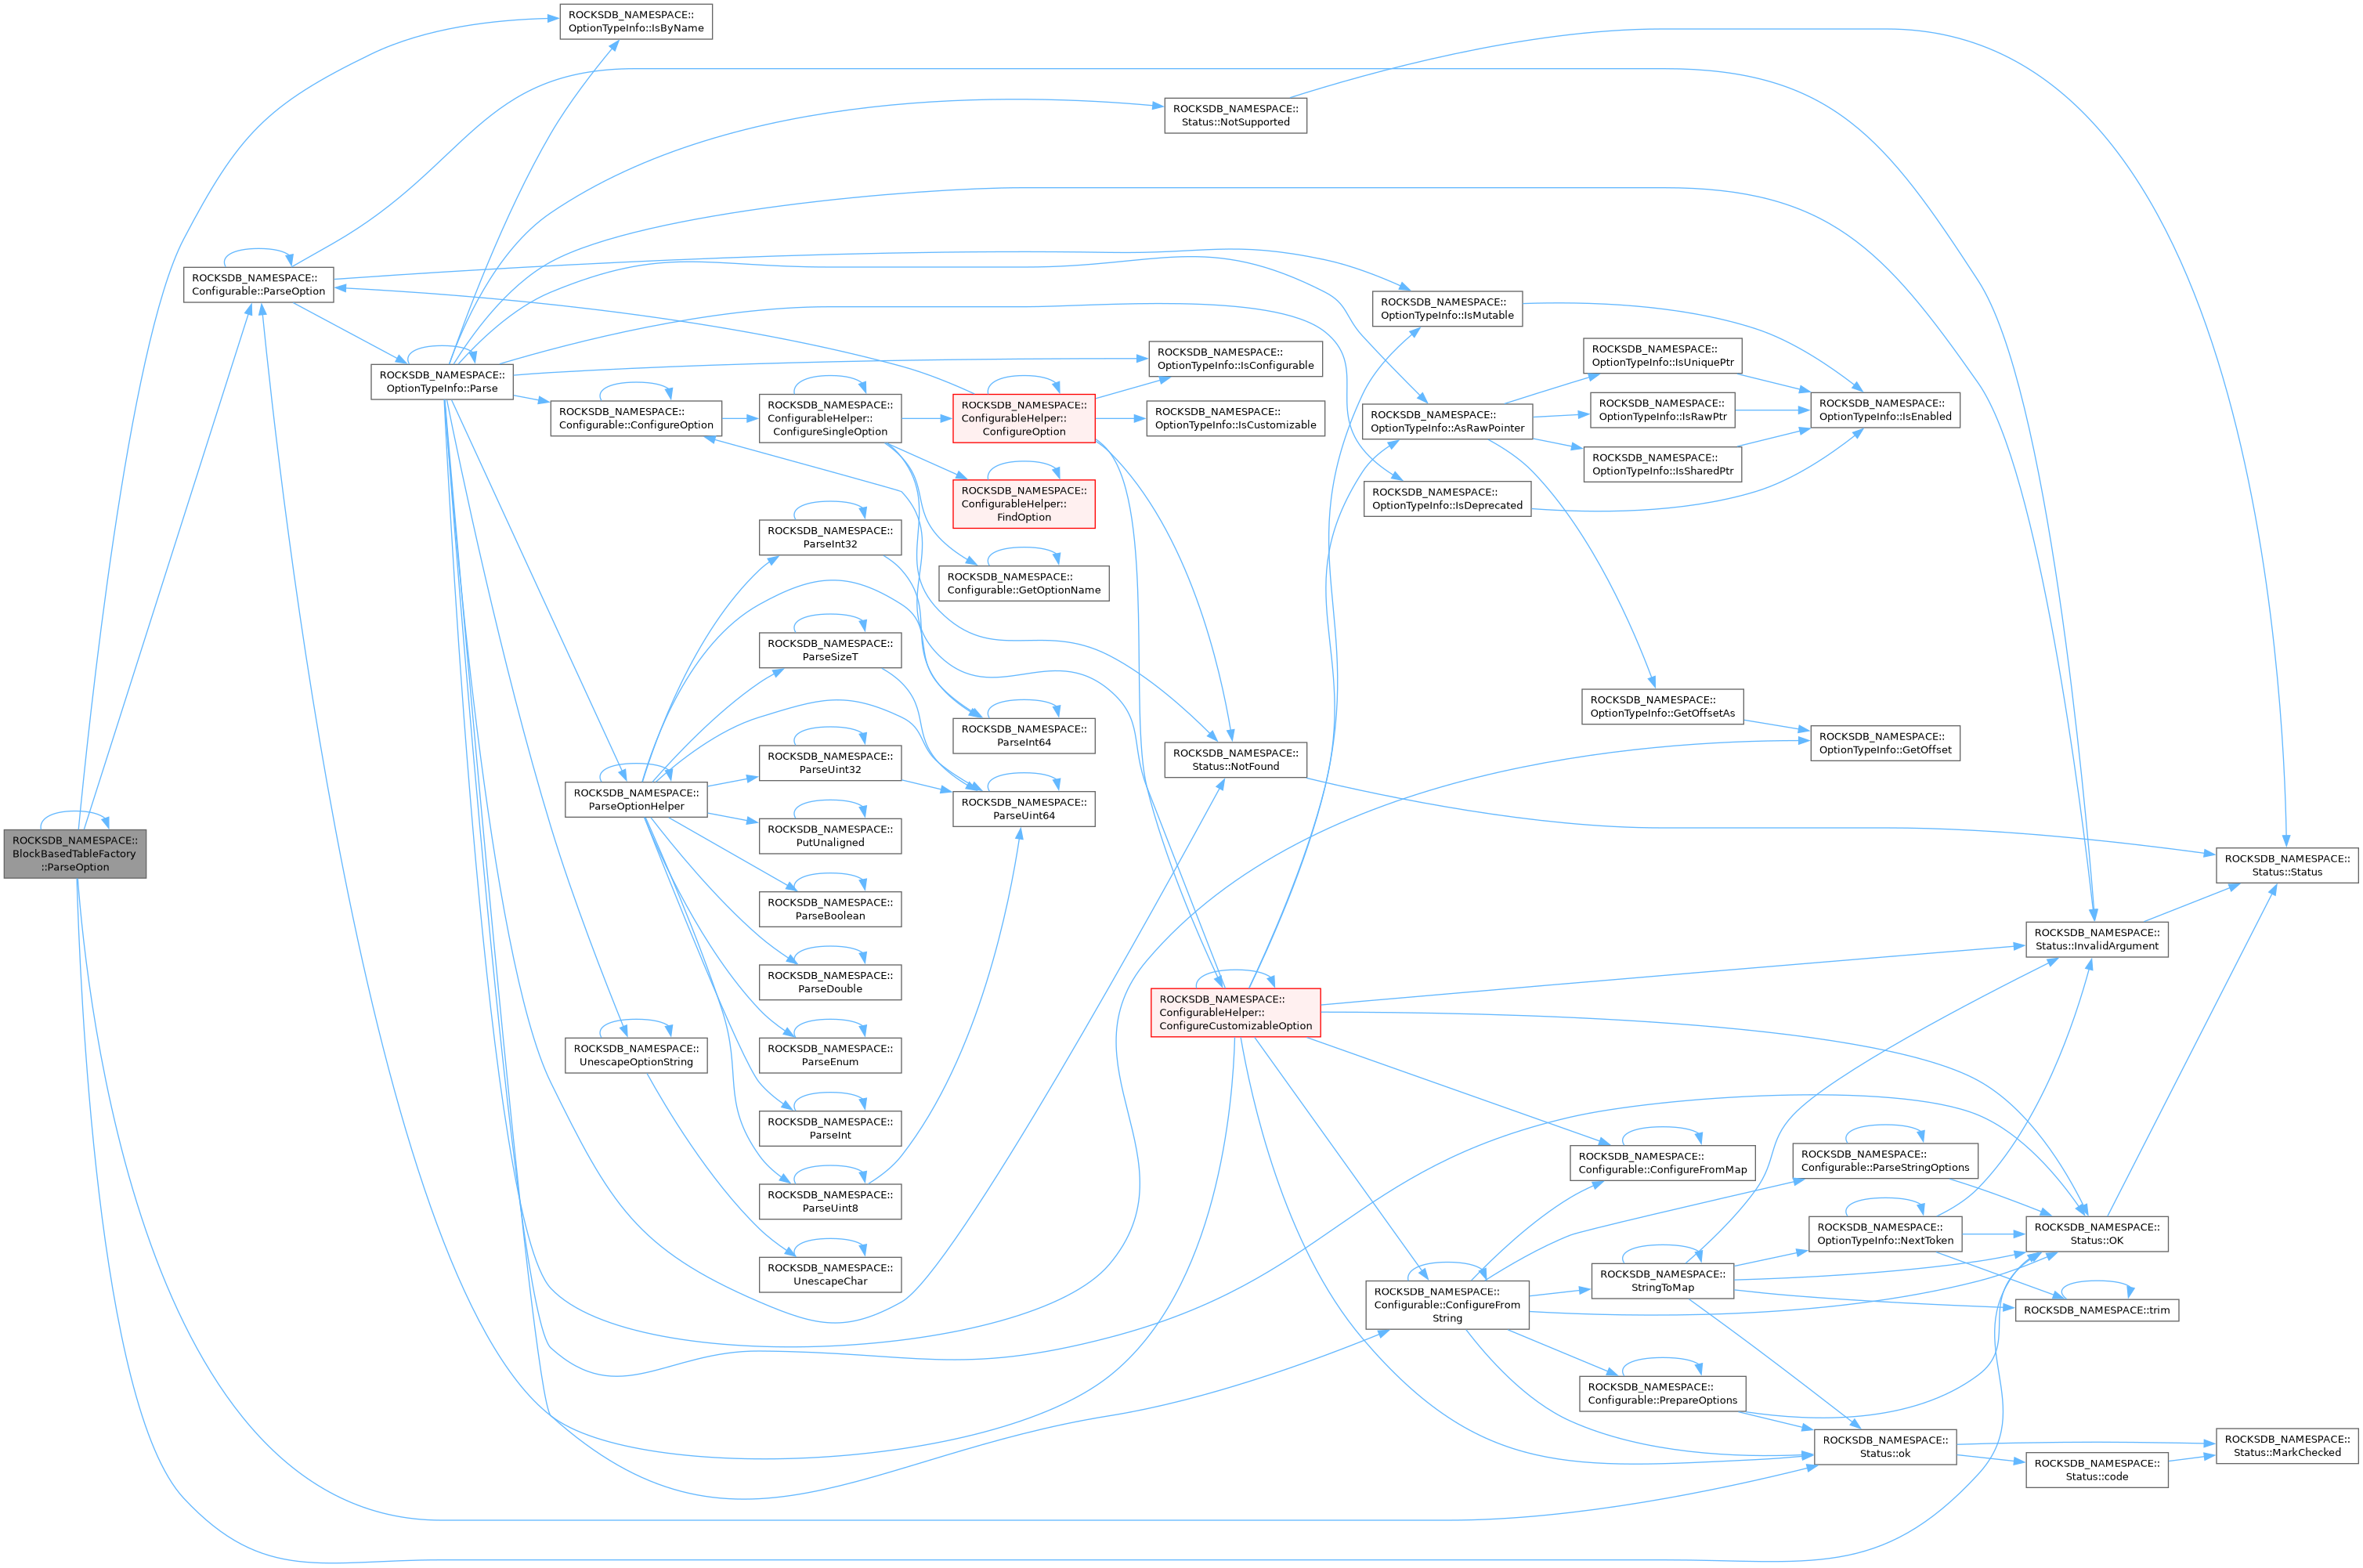 ROCKSDB_NAMESPACE::
BlockBasedTableFactory
::ParseOption
ROCKSDB_NAMESPACE::
Configurable::ParseOption
ROCKSDB_NAMESPACE::
OptionTypeInfo::Parse
ROCKSDB_NAMESPACE::
OptionTypeInfo::IsByName
ROCKSDB_NAMESPACE::
Configurable::ConfigureOption
ROCKSDB_NAMESPACE::
ParseOptionHelper
ROCKSDB_NAMESPACE::
UnescapeOptionString
ROCKSDB_NAMESPACE::
ConfigurableHelper::
ConfigureSingleOption
ROCKSDB_NAMESPACE::
ParseInt32
ROCKSDB_NAMESPACE::
ParseSizeT
ROCKSDB_NAMESPACE::
ParseUint32
ROCKSDB_NAMESPACE::
PutUnaligned
ROCKSDB_NAMESPACE::
ParseBoolean
ROCKSDB_NAMESPACE::
ParseDouble
ROCKSDB_NAMESPACE::
ParseEnum
ROCKSDB_NAMESPACE::
ParseInt
ROCKSDB_NAMESPACE::
ParseUint8
ROCKSDB_NAMESPACE::
UnescapeChar
ROCKSDB_NAMESPACE::
ConfigurableHelper::
ConfigureOption
ROCKSDB_NAMESPACE::
ConfigurableHelper::
FindOption
ROCKSDB_NAMESPACE::
Configurable::GetOptionName
ROCKSDB_NAMESPACE::
ParseInt64
ROCKSDB_NAMESPACE::
ParseUint64
ROCKSDB_NAMESPACE::
Status::NotSupported
ROCKSDB_NAMESPACE::
OptionTypeInfo::IsConfigurable
ROCKSDB_NAMESPACE::
OptionTypeInfo::IsCustomizable
ROCKSDB_NAMESPACE::
Status::NotFound
ROCKSDB_NAMESPACE::
ConfigurableHelper::
ConfigureCustomizableOption
ROCKSDB_NAMESPACE::
OptionTypeInfo::IsMutable
ROCKSDB_NAMESPACE::
OptionTypeInfo::AsRawPointer
ROCKSDB_NAMESPACE::
OptionTypeInfo::IsDeprecated
ROCKSDB_NAMESPACE::
Configurable::ConfigureFrom
String
ROCKSDB_NAMESPACE::
OptionTypeInfo::IsUniquePtr
ROCKSDB_NAMESPACE::
OptionTypeInfo::IsRawPtr
ROCKSDB_NAMESPACE::
OptionTypeInfo::IsSharedPtr
ROCKSDB_NAMESPACE::
OptionTypeInfo::GetOffsetAs
ROCKSDB_NAMESPACE::
Configurable::ConfigureFromMap
ROCKSDB_NAMESPACE::
StringToMap
ROCKSDB_NAMESPACE::
Configurable::PrepareOptions
ROCKSDB_NAMESPACE::
OptionTypeInfo::IsEnabled
ROCKSDB_NAMESPACE::
OptionTypeInfo::GetOffset
ROCKSDB_NAMESPACE::
Configurable::ParseStringOptions
ROCKSDB_NAMESPACE::
OptionTypeInfo::NextToken
ROCKSDB_NAMESPACE::
Status::ok
ROCKSDB_NAMESPACE::
Status::InvalidArgument
ROCKSDB_NAMESPACE::
Status::OK
ROCKSDB_NAMESPACE::trim
ROCKSDB_NAMESPACE::
Status::code
ROCKSDB_NAMESPACE::
Status::Status
ROCKSDB_NAMESPACE::
Status::MarkChecked